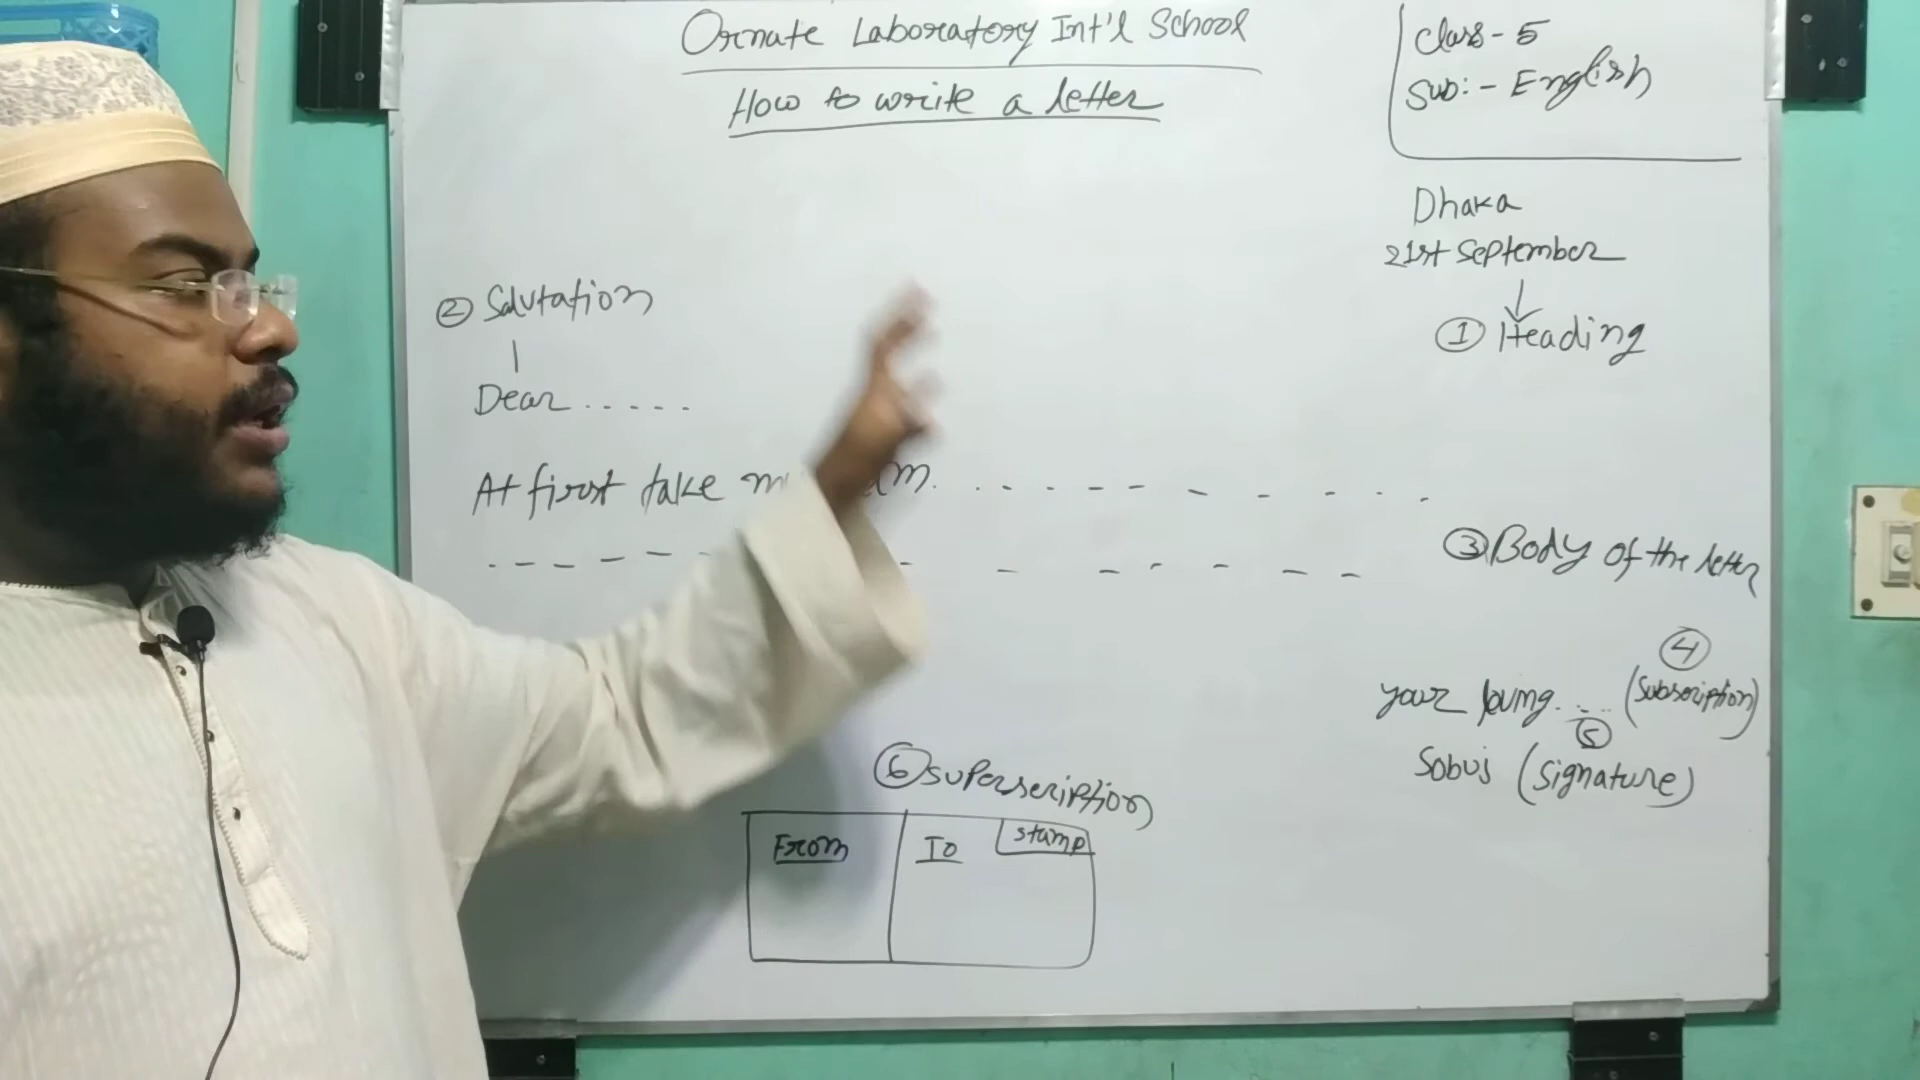 Ornate Laboratory Int'l School
How to write a letter
Class - 5
Sub: - English
Dhaka
21st September
① Heading
② Salutation
Dear ......
At first take
③ Body of the letter
④
your loving..... (Subscription)
⑤
Sobuj (Signature)
⑥ Superscription
From
To
Stamp